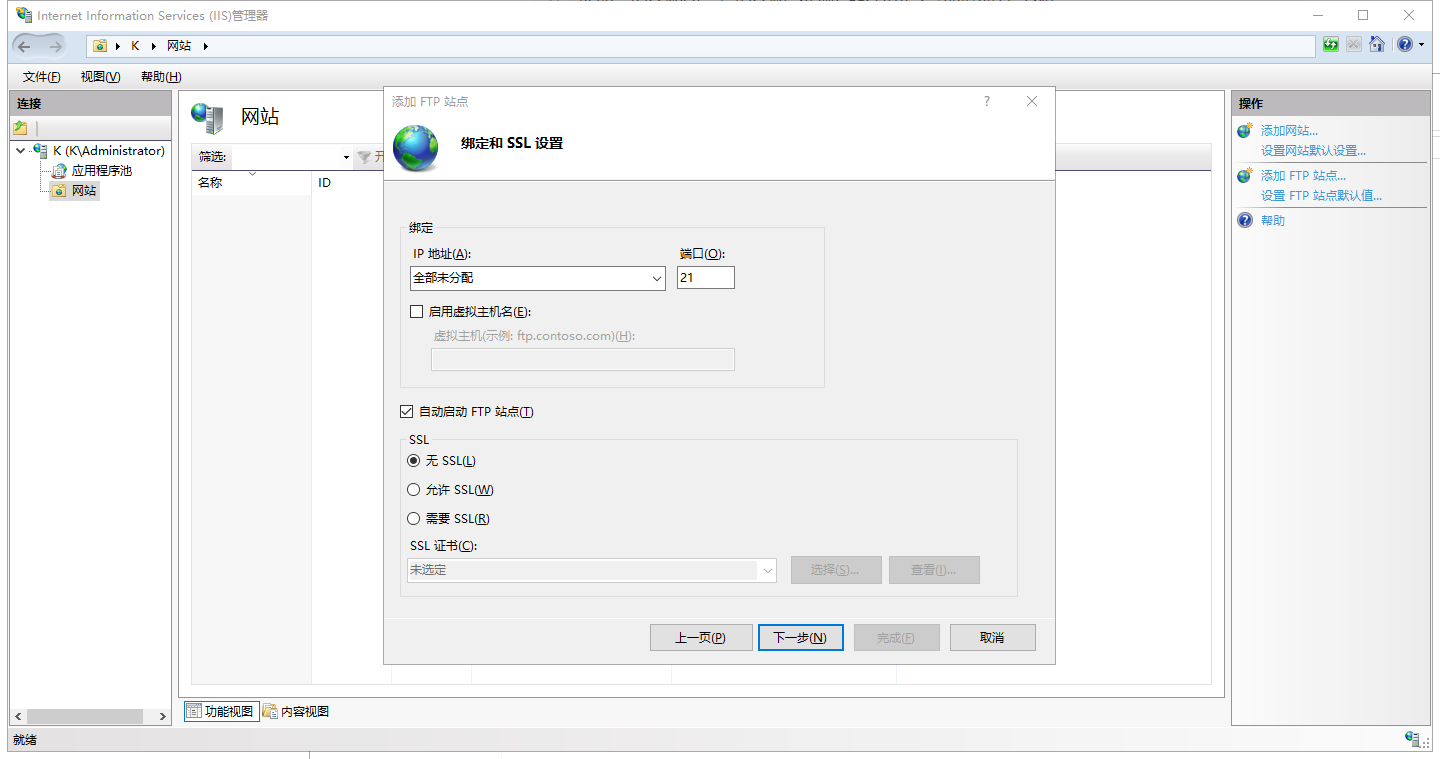 Internet Information Services (IIS)管理器
K
网站
文件(F) 视图(V) 帮助(H)
连接
K (K\Administrator)
应用程序池
网站
网站
筛选:
开
名称 ID
添加 FTP 站点
?
绑定和 SSL 设置
绑定
IP 地址(A): 端口(O):
全部未分配 21
启用虚拟主机名(E):
虚拟主机(示例: ftp.contoso.com)(H):
自动启动 FTP 站点(T)
SSL
无 SSL(L)
允许 SSL(W)
需要 SSL(R)
SSL 证书(C):
未选定 选择(S)... 查看(I)...
上一页(P) 下一步(N) 完成(F) 取消
操作
添加网站...
设置网站默认设置...
添加 FTP 站点...
设置 FTP 站点默认值...
帮助
功能视图 内容视图
就绪